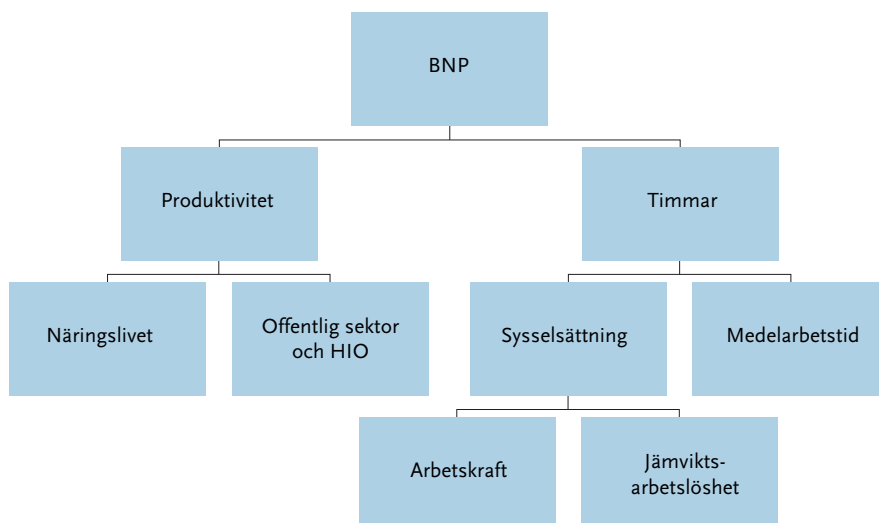 BNP
Produktivitet
Timmar
Näringslivet
Offentlig sektor
och HIO
Sysselsättning
Medelarbetstid
Arbetskraft
Jämvikts-
arbetslöshet